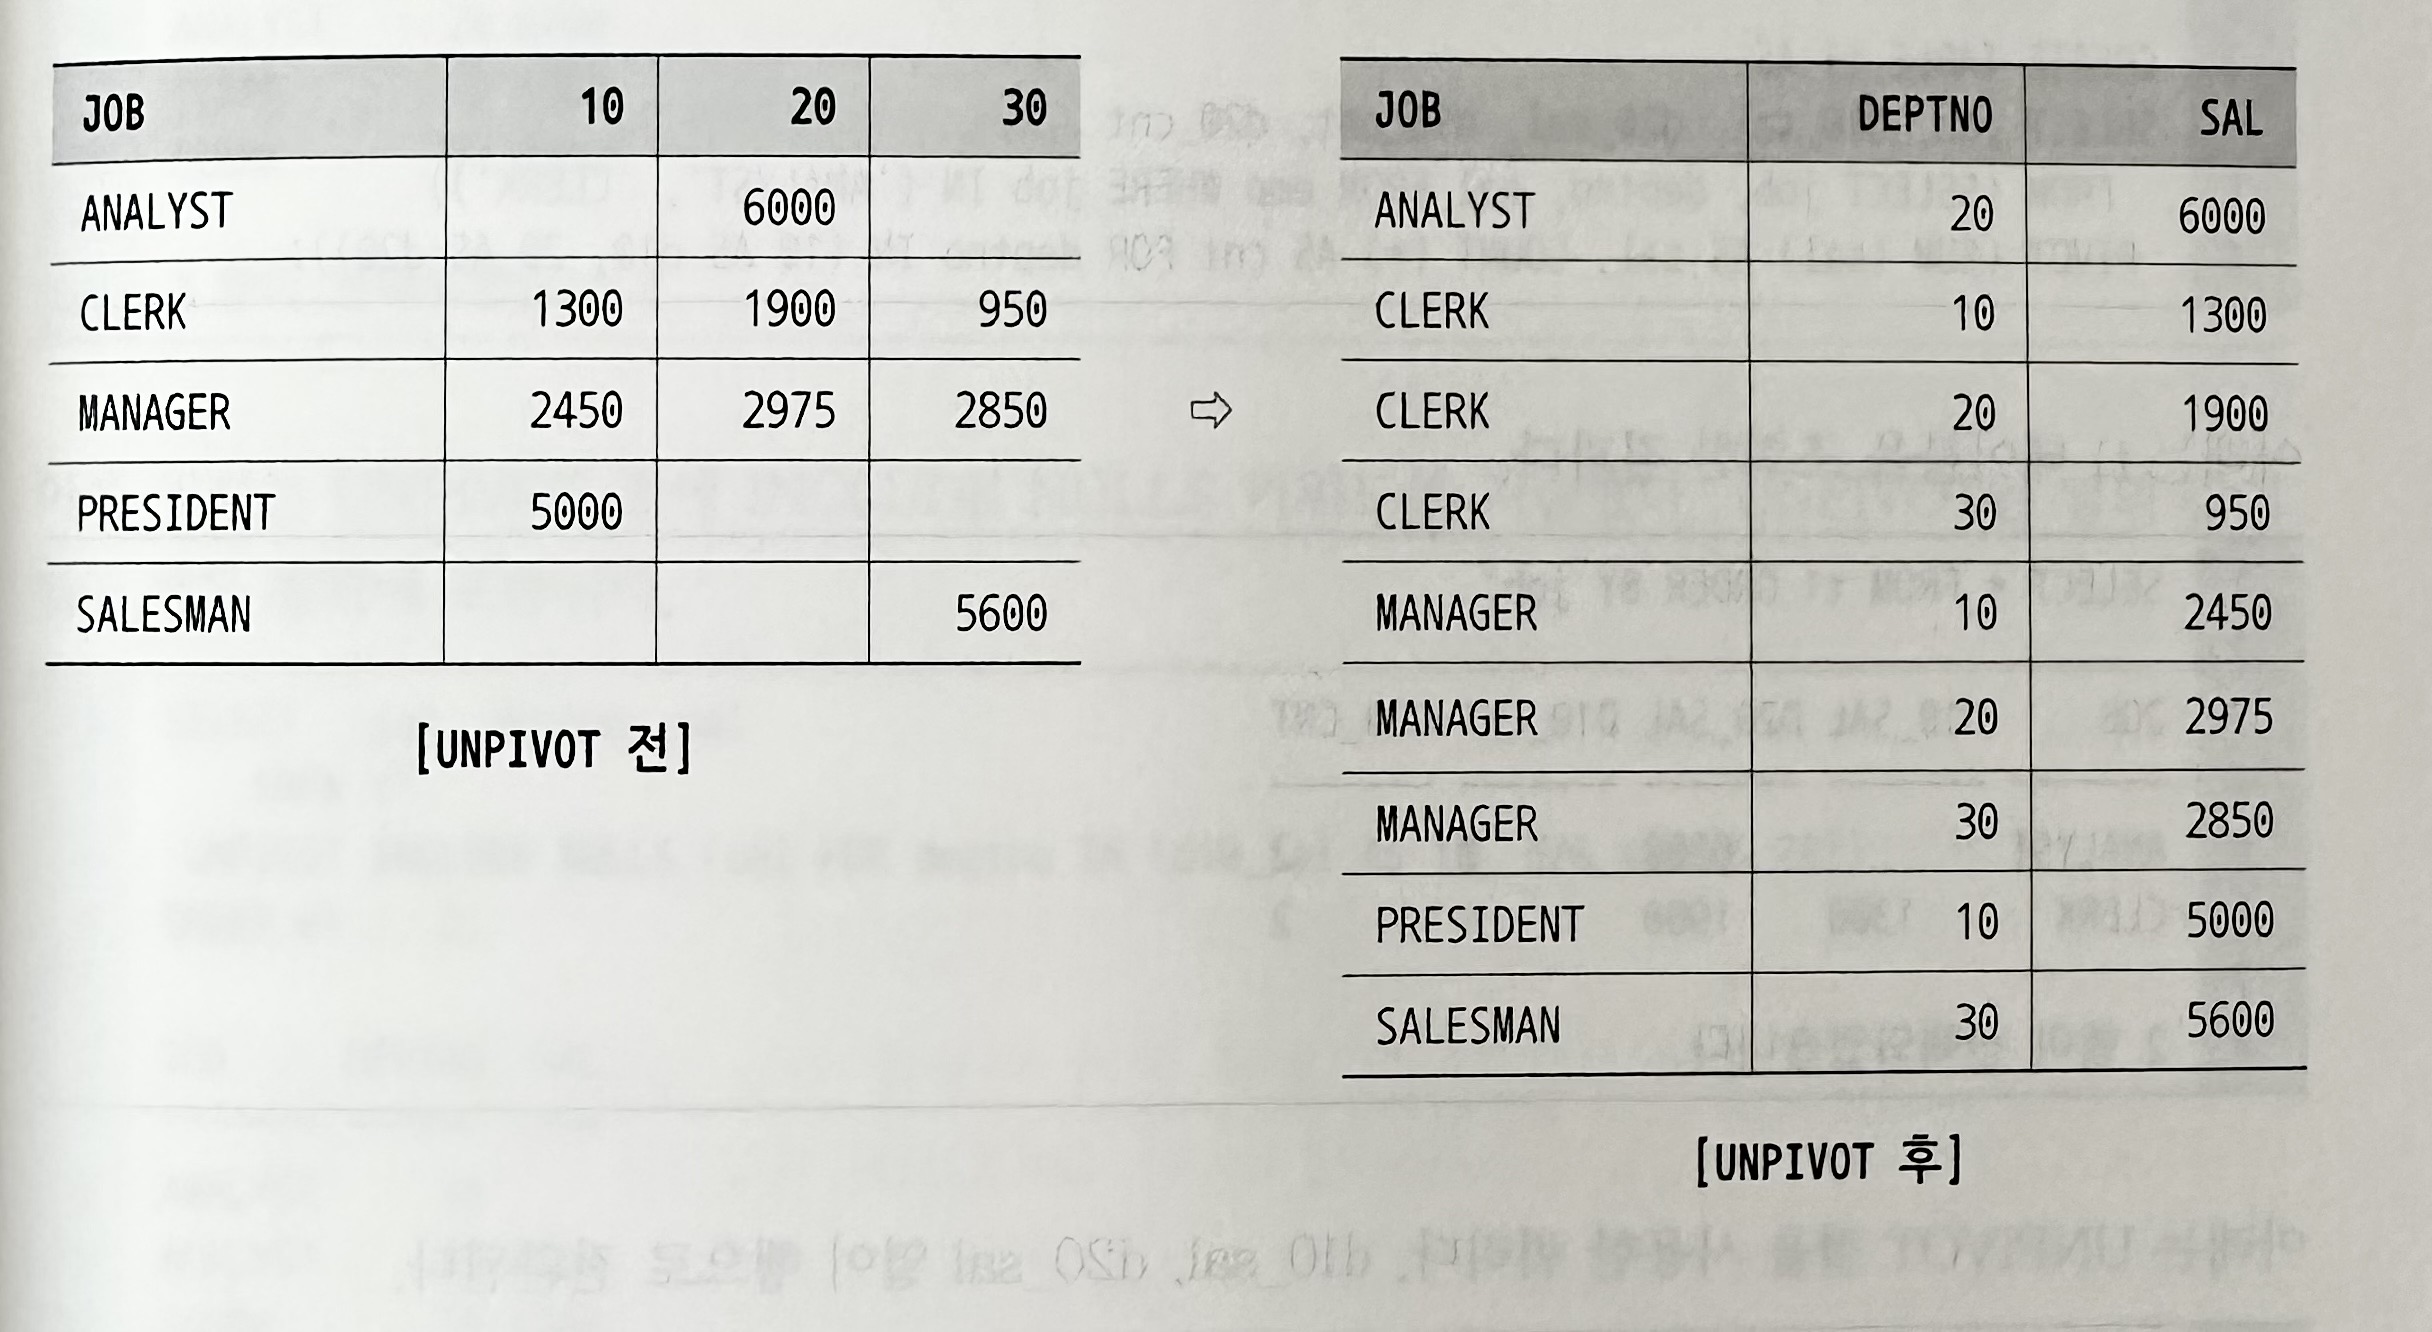 JOB 10 20 30
ANALYST 6000
CLERK 1300 1900 950
MANAGER 2450 2975 2850
PRESIDENT 5000
SALESMAN 5600
[UNPIVOT 전]
⇨
JOB DEPTNO SAL
ANALYST 20 6000
CLERK 10 1300
CLERK 20 1900
CLERK 30 950
MANAGER 10 2450
MANAGER 20 2975
MANAGER 30 2850
PRESIDENT 10 5000
SALESMAN 30 5600
[UNPIVOT 후]